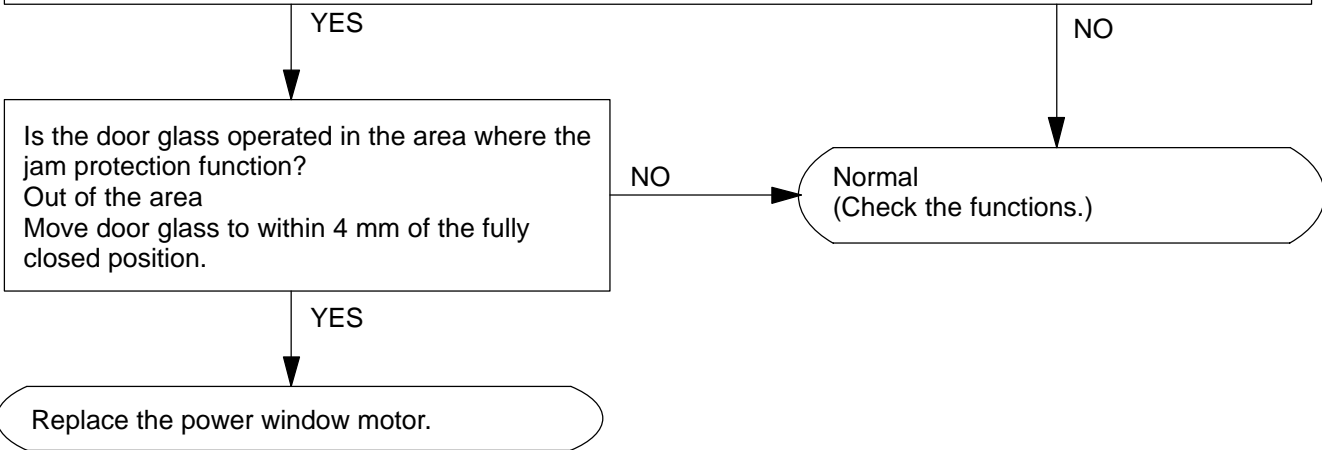 YES
NO
Is the door glass operated in the area where the
jam protection function?
Out of the area
Move door glass to within 4 mm of the fully
closed position.
NO
Normal
(Check the functions.)
YES
Replace the power window motor.